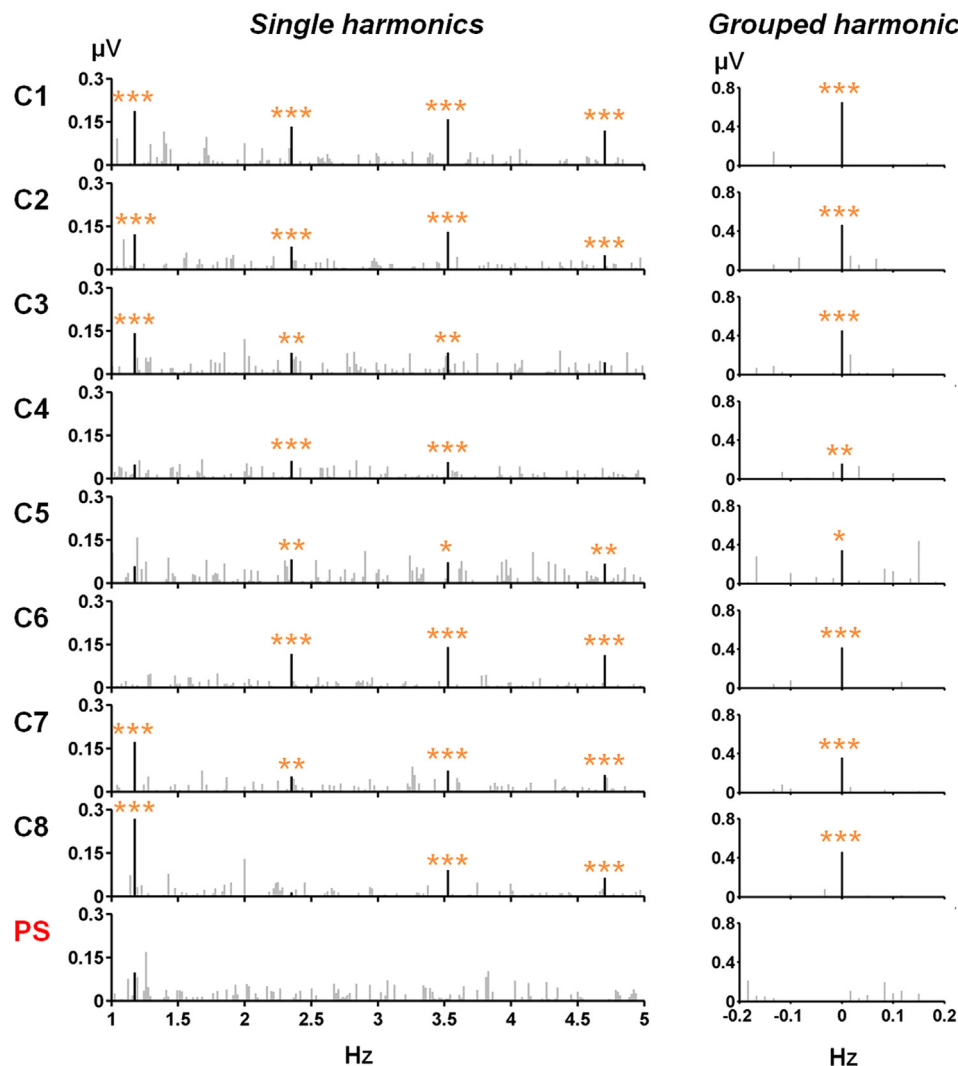 Single harmonics Grouped harmonic
µV µV
C1 0.3 0.15 0 *** *** *** *** 0.8 0.4 0 ***
C2 0.3 0.15 0 *** *** *** *** 0.8 0.4 0 ***
C3 0.3 0.15 0 *** ** ** 0.8 0.4 0 ***
C4 0.3 0.15 0 *** *** 0.8 0.4 0 **
C5 0.3 0.15 0 ** * ** 0.8 0.4 0 *
C6 0.3 0.15 0 *** *** *** 0.8 0.4 0 ***
C7 0.3 0.15 0 *** ** *** *** 0.8 0.4 0 ***
C8 0.3 0.15 0 *** *** *** 0.8 0.4 0 ***
PS 0.3 0.15 0 0.8 0.4 0
1 1.5 2 2.5 3 3.5 4 4.5 5 -0.2 -0.1 0 0.1 0.2
Hz Hz